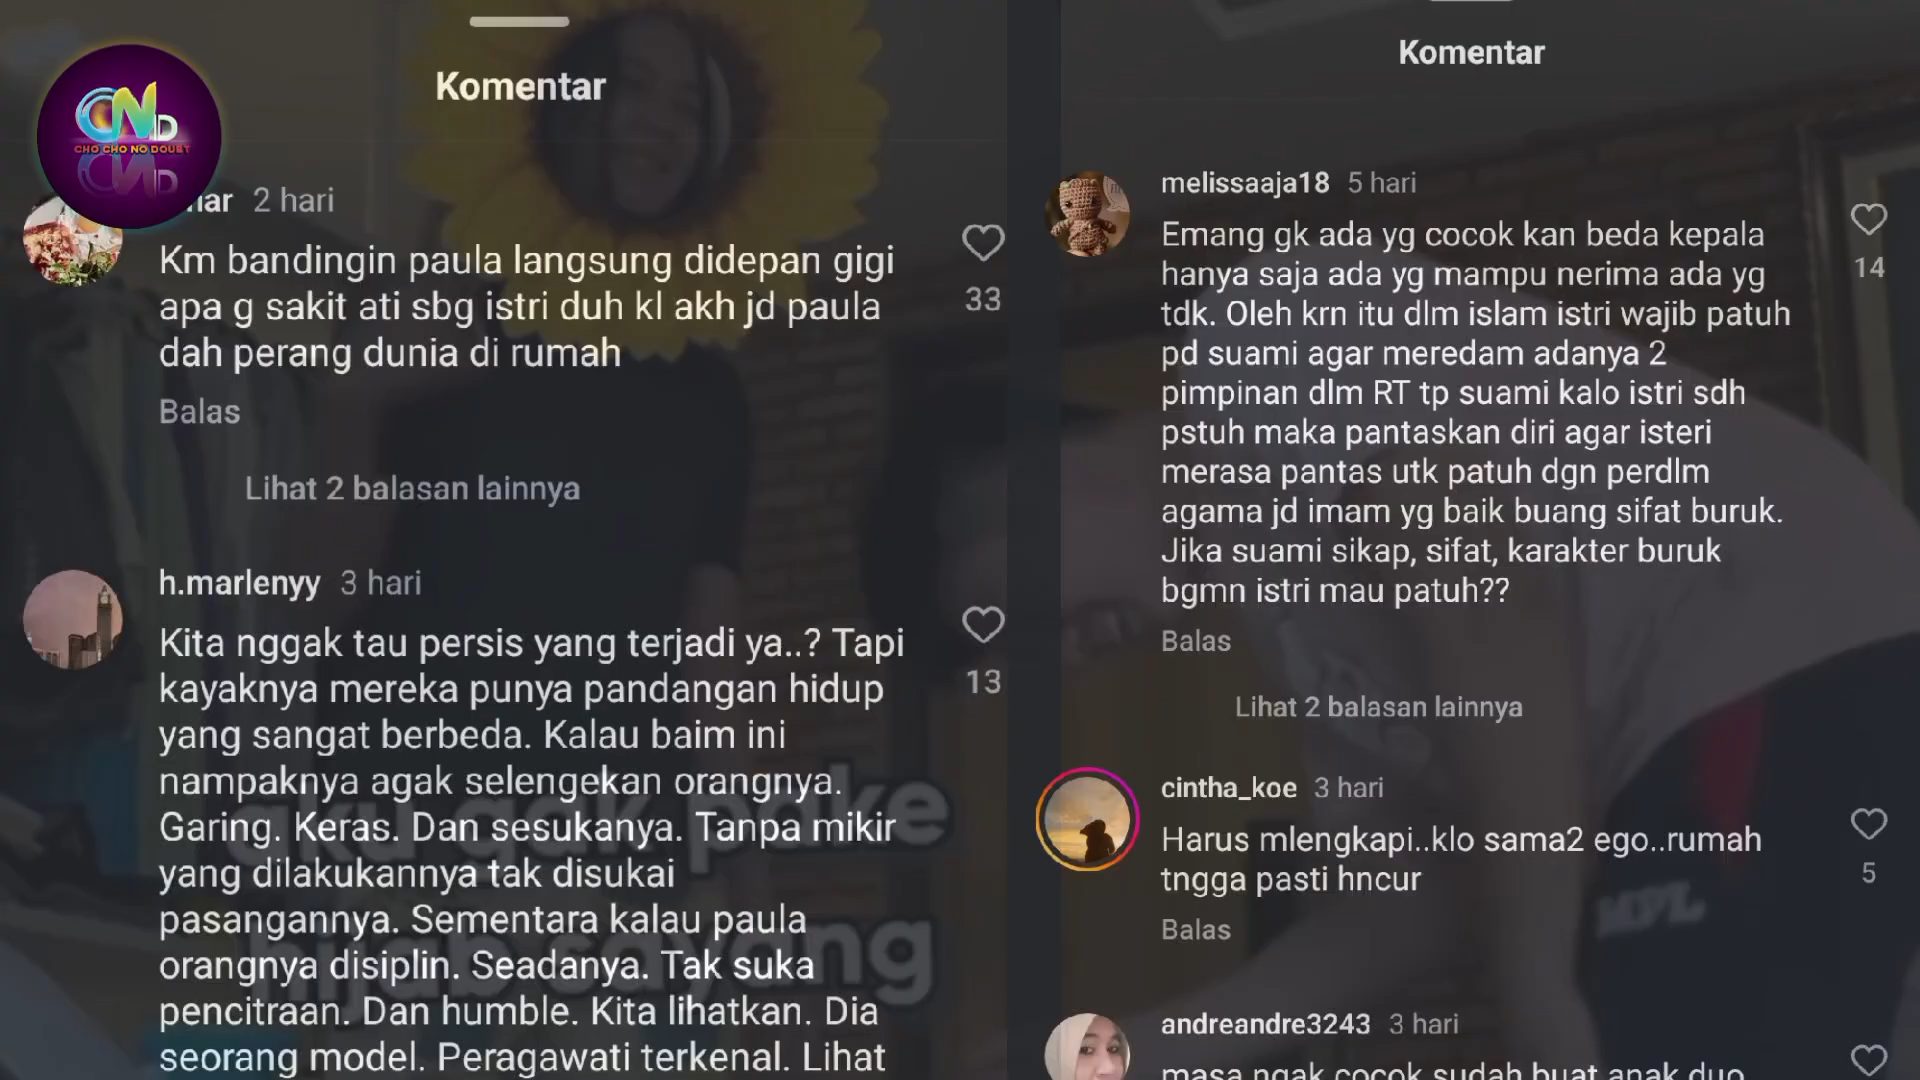 Komentar
CND
CHO CHO NO DOUBT
2 hari
Km bandingin paula langsung didepan gigi
apa g sakit ati sbg istri duh kl akh jd paula
dah perang dunia di rumah
33
Balas
Lihat 2 balasan lainnya
h.marlenyy 3 hari
Kita nggak tau persis yang terjadi ya..? Tapi
kayaknya mereka punya pandangan hidup
yang sangat berbeda. Kalau baim ini
nampaknya agak selengekan orangnya.
Garing. Keras. Dan sesukanya. Tanpa mikir
yang dilakukannya tak disukai
pasangannya. Sementara kalau paula
orangnya disiplin. Seadanya. Tak suka
pencitraan. Dan humble. Kita lihatkan. Dia
seorang model. Peragawati terkenal. Lihat
13
aku gak pake
hijab sayang
Komentar
melissaaja18 5 hari
Emang gk ada yg cocok kan beda kepala
hanya saja ada yg mampu nerima ada yg
tdk. Oleh krn itu dlm islam istri wajib patuh
pd suami agar meredam adanya 2
pimpinan dlm RT tp suami kalo istri sdh
pstuh maka pantaskan diri agar isteri
merasa pantas utk patuh dgn perdlm
agama jd imam yg baik buang sifat buruk.
Jika suami sikap, sifat, karakter buruk
bgmn istri mau patuh??
14
Balas
Lihat 2 balasan lainnya
cintha_koe 3 hari
Harus mlengkapi..klo sama2 ego..rumah
tngga pasti hncur
5
Balas
andreandre3243 3 hari
masa ngak cocok sudah buat anak duo